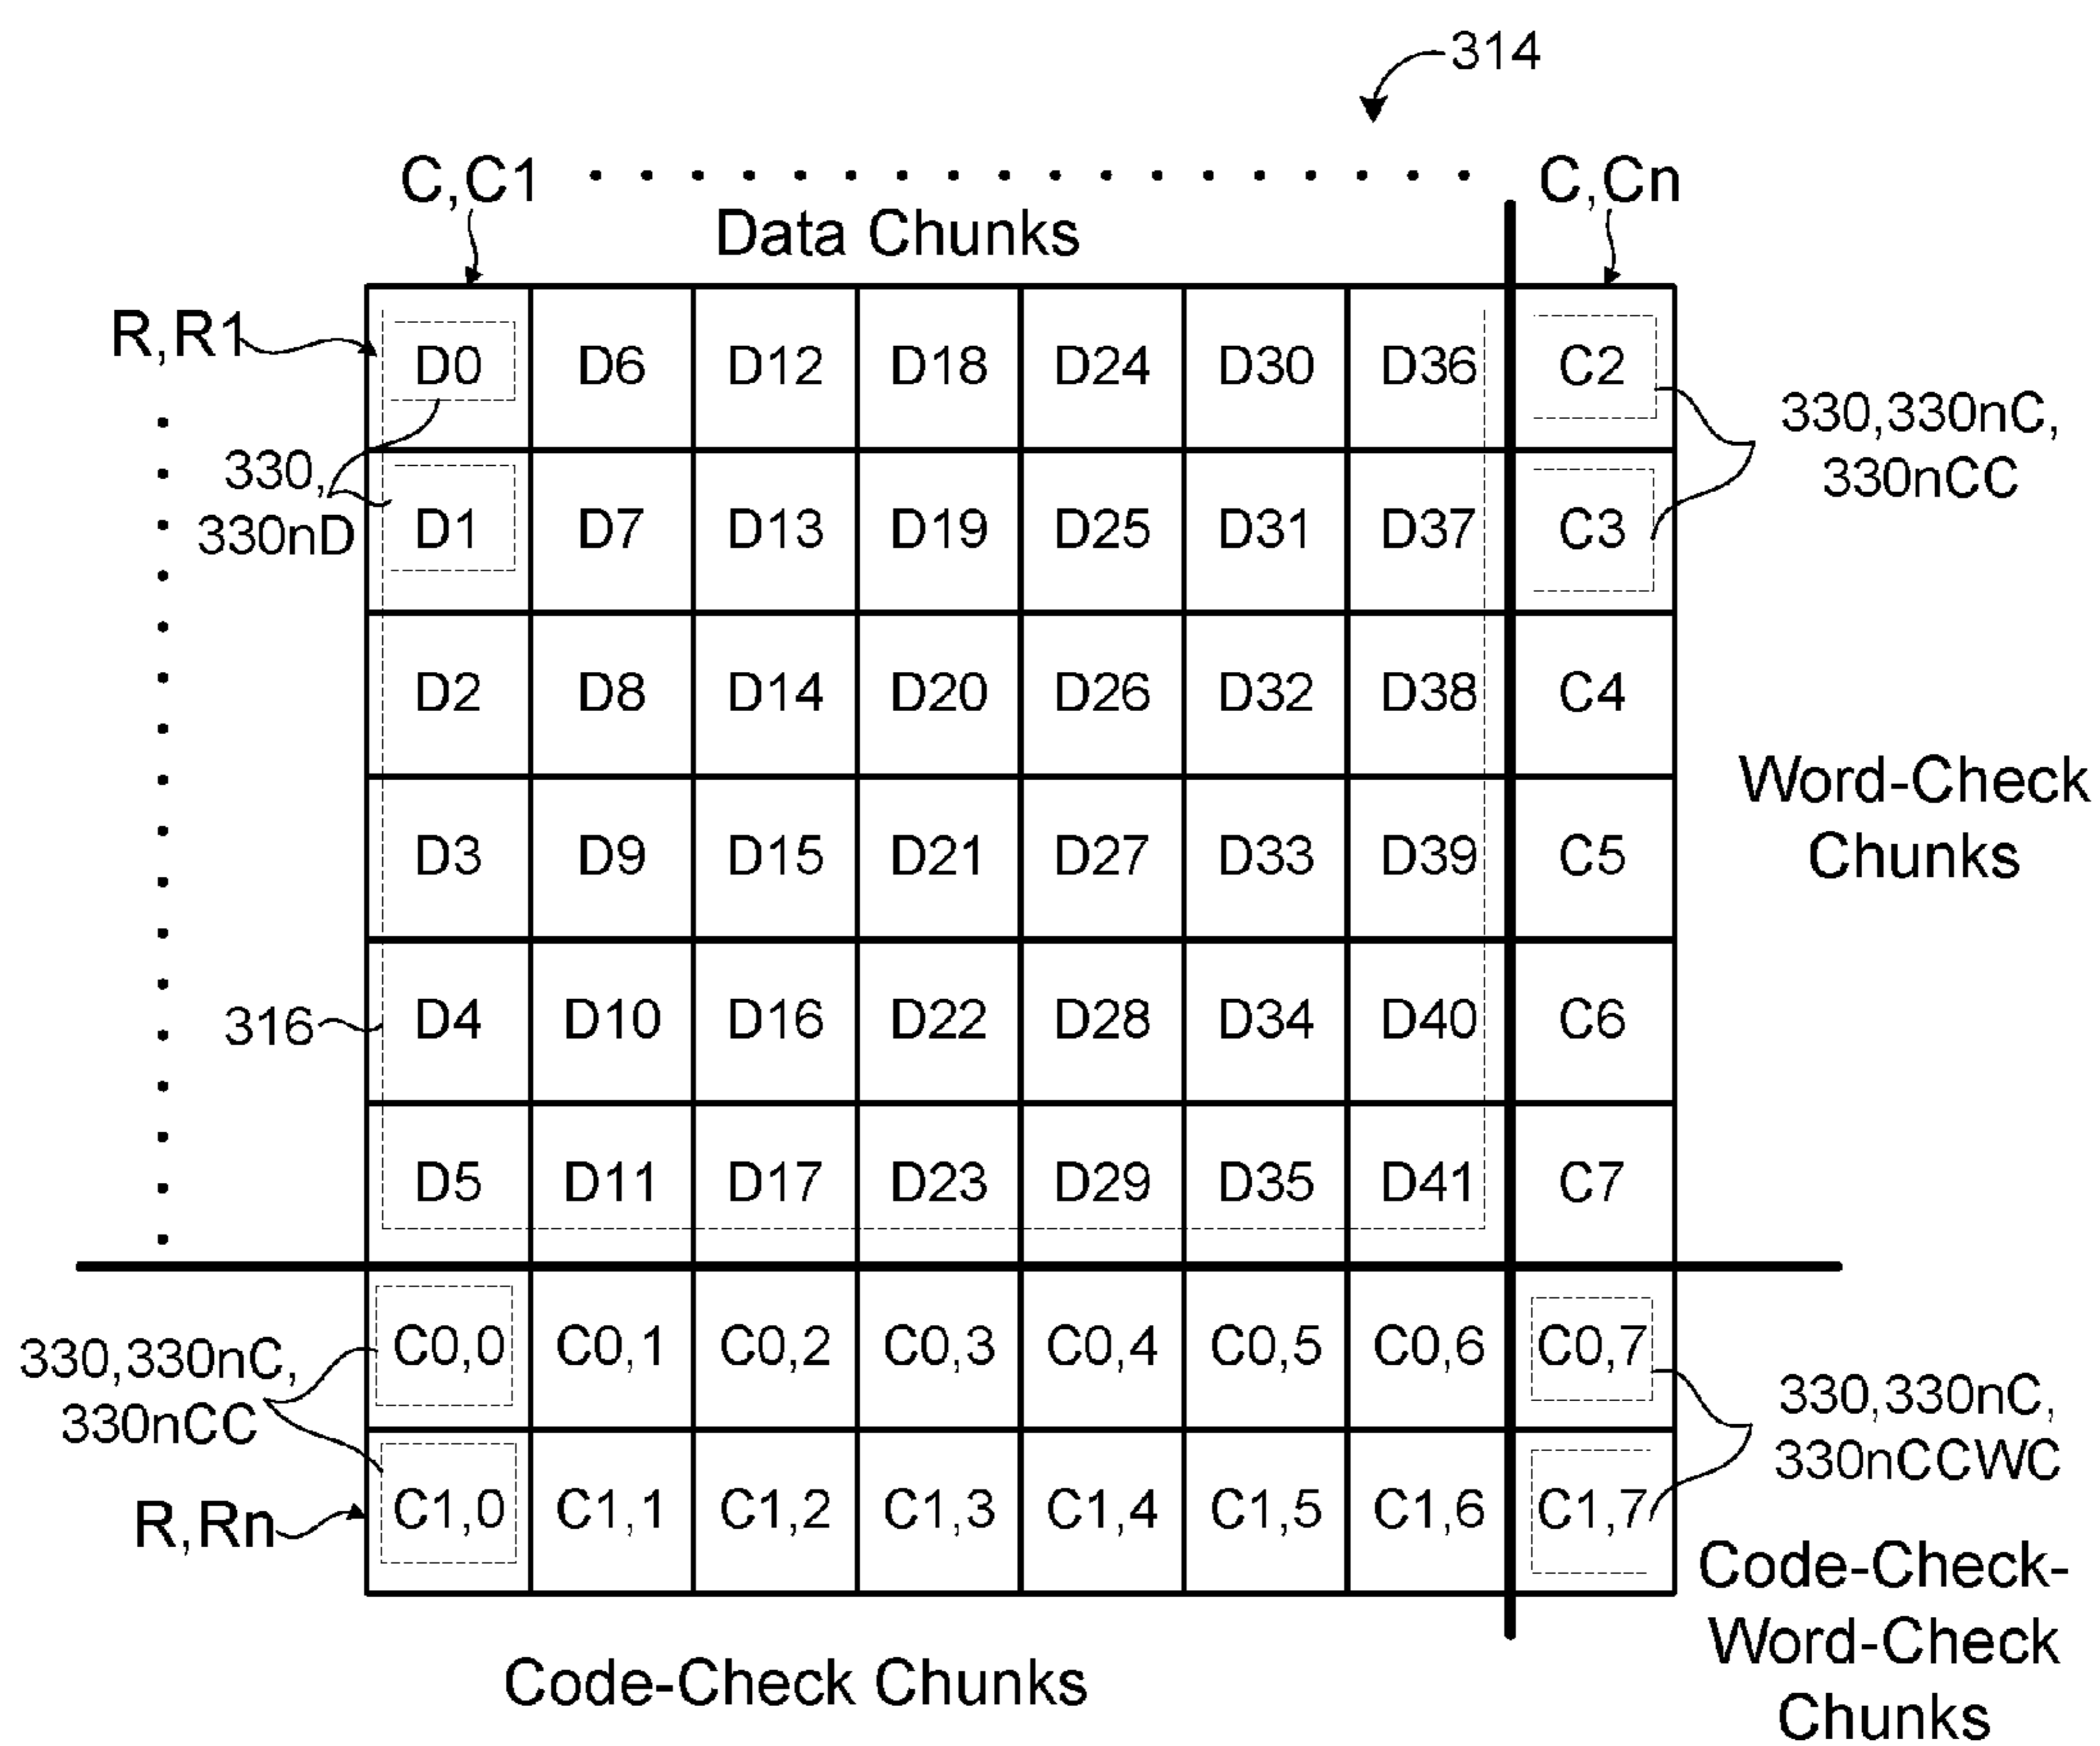 314
C,C1 . . . . . . . . . . . . . . . . . . C,Cn
Data Chunks
R,R1
D0 D6 D12 D18 D24 D30 D36 C2
330,330nC,
330nCC
330,
330nD
D1 D7 D13 D19 D25 D31 D37 C3
D2 D8 D14 D20 D26 D32 D38 C4
Word-Check
Chunks
D3 D9 D15 D21 D27 D33 D39 C5
316
D4 D10 D16 D22 D28 D34 D40 C6
D5 D11 D17 D23 D29 D35 D41 C7
330,330nC,
330nCC
C0,0 C0,1 C0,2 C0,3 C0,4 C0,5 C0,6 C0,7
330,330nC,
330nCCWC
R,Rn
C1,0 C1,1 C1,2 C1,3 C1,4 C1,5 C1,6 C1,7
Code-Check-
Word-Check
Chunks
Code-Check Chunks